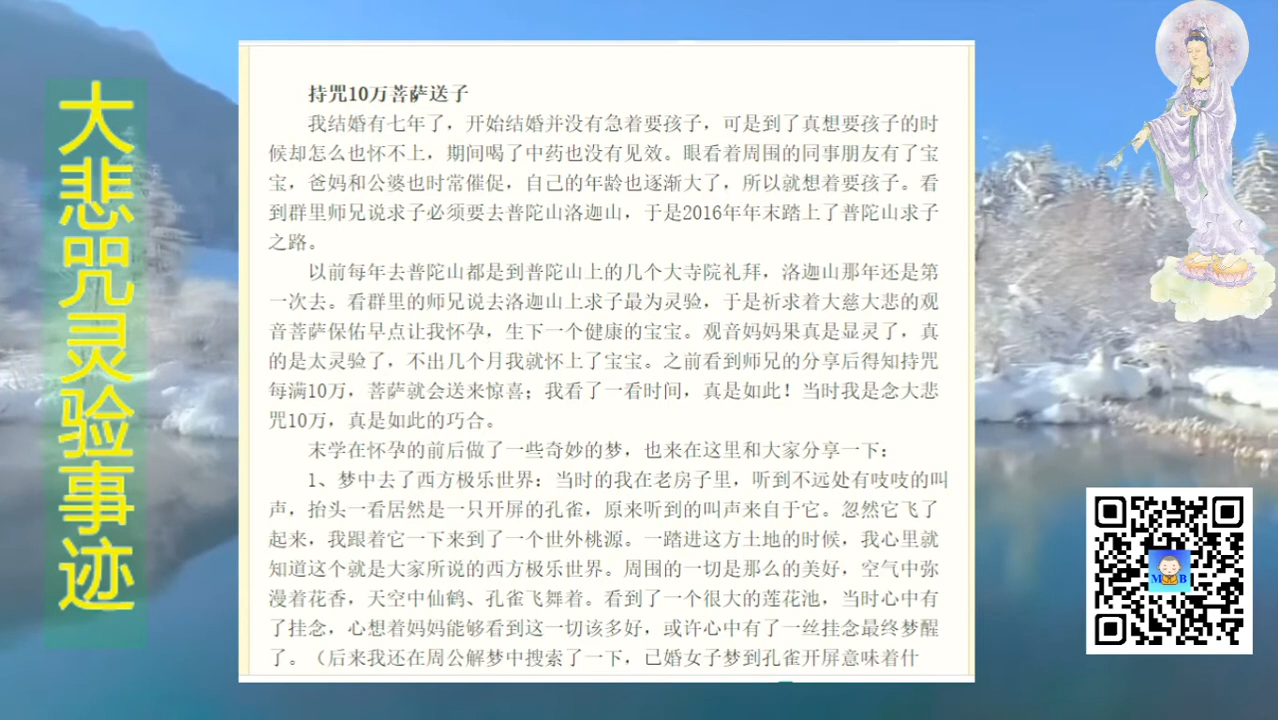 大悲咒灵验事迹
持咒10万菩萨送子
我结婚有七年了，开始结婚并没有急着要孩子，可是到了真想要孩子的时
候却怎么也怀不上，期间喝了中药也没有见效。眼看着周围的同事朋友有了宝
宝，爸妈和公婆也时常催促，自己的年龄也逐渐大了，所以就想着要孩子。看
到群里师兄说求子必须要去普陀山洛迦山，于是2016年年末踏上了普陀山求子
之路。
以前每年去普陀山都是到普陀山上的几个大寺院礼拜，洛迦山那年还是第
一次去。看群里的师兄说去洛迦山上求子最为灵验，于是祈求着大慈大悲的观
音菩萨保佑早点让我怀孕，生下一个健康的宝宝。观音妈妈果真是显灵了，真
的是太灵验了，不出几个月我就怀上了宝宝。之前看到师兄的分享后得知持咒
每满10万，菩萨就会送来惊喜；我看了一看时间，真是如此！当时我是念大悲
咒10万，真是如此的巧合。
末学在怀孕的前后做了一些奇妙的梦，也来在这里和大家分享一下：
1、梦中去了西方极乐世界：当时的我在老房子里，听到不远处有吱吱的叫
声，抬头一看居然是一只开屏的孔雀，原来听到的叫声来自于它。忽然它飞了
起来，我跟着它一下来到了一个世外桃源。一踏进这方土地的时候，我心里就
知道这个就是大家所说的西方极乐世界。周围的一切是那么的美好，空气中弥
漫着花香，天空中仙鹤、孔雀飞舞着。看到了一个很大的莲花池，当时心中有
了挂念，心想着妈妈能够看到这一切该多好，或许心中有了一丝挂念最终梦醒
了。（后来我还在周公解梦中搜索了一下，已婚女子梦到孔雀开屏意味着什
M B